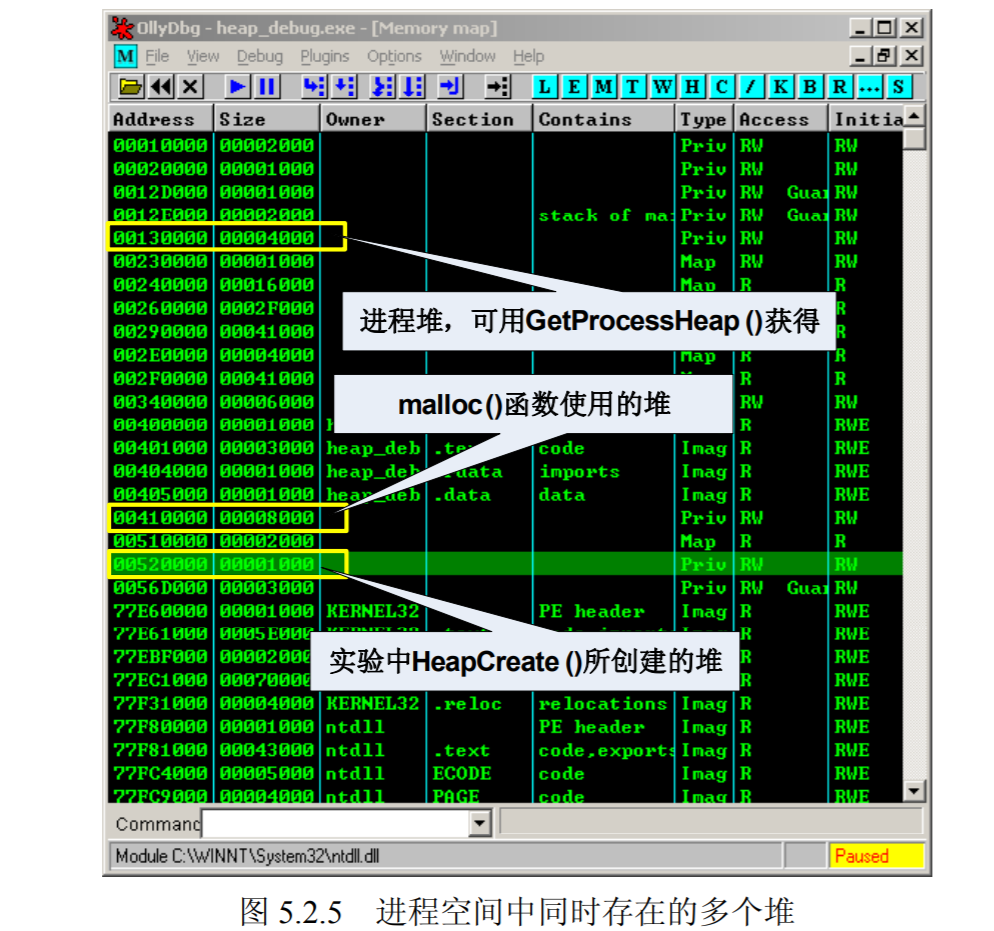 OllyDbg - heap_debug.exe - [Memory map]
M File View Debug Plugins Options Window Help
L E M T W H C / K B R ... S
Address Size Owner Section Contains Type Access Initia
00010000 00002000 Priv RW RW
00020000 00001000 Priv RW RW
0012D000 00001000 Priv RW Guar RW
0012E000 00002000 stack of ma: Priv RW Guar RW
00130000 00004000 Priv RW RW
00230000 00001000 Map RW RW
00240000 00016000 Map R R
00260000 0002F000 R
进程堆，可用GetProcessHeap ()获得
00290000 00041000 R
002E0000 00004000 Map R R
002F0000 00041000 R R
00340000 00006000 RW RW
malloc()函数使用的堆
00400000 00001000 R RWE
00401000 00003000 heap_deb .te code Imag R RWE
00404000 00001000 heap_deb data imports Imag R RWE
00405000 00001000 heap_deb .data data Imag R RWE
00410000 00008000 Priv RW RW
00510000 00002000 Map R R
00520000 00001000 Priv RW RW
0056D000 00003000 Priv RW Guar RW
77E60000 00001000 KERNEL32 PE header Imag R RWE
77E61000 0005E000 KERNEL32 Imag R RWE
77EBF000 00002000 R RWE
实验中HeapCreate ()所创建的堆
77EC1000 00070000 R RWE
77F31000 00004000 KERNEL32 .reloc relocations Imag R RWE
77F80000 00001000 ntdll PE header Imag R RWE
77F81000 00043000 ntdll .text code,exports Imag R RWE
77FC4000 00005000 ntdll ECODE code Imag R RWE
77FC9000 00004000 ntdll PAGE code Imag R RWE
Command
Module C:\WINNT\System32\ntdll.dll Paused
图 5.2.5 进程空间中同时存在的多个堆